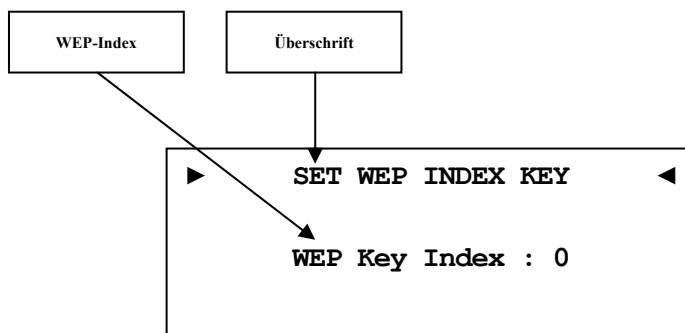 WEP-Index
Überschrift
► SET WEP INDEX KEY ◄
WEP Key Index : 0